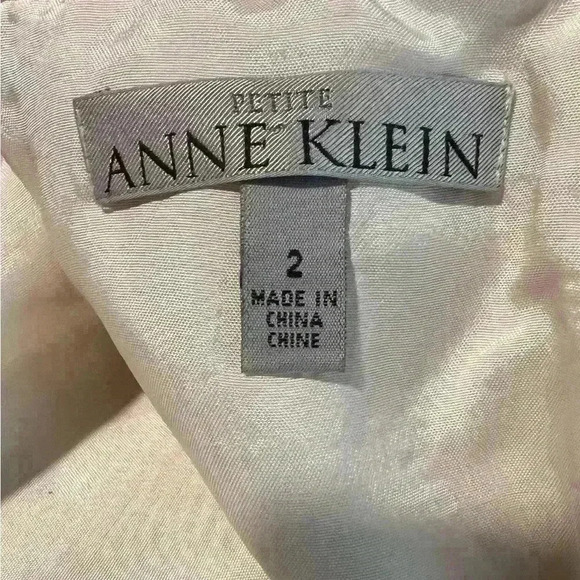 PETITE
ANNE KLEIN
2
MADE IN
CHINA
CHINE